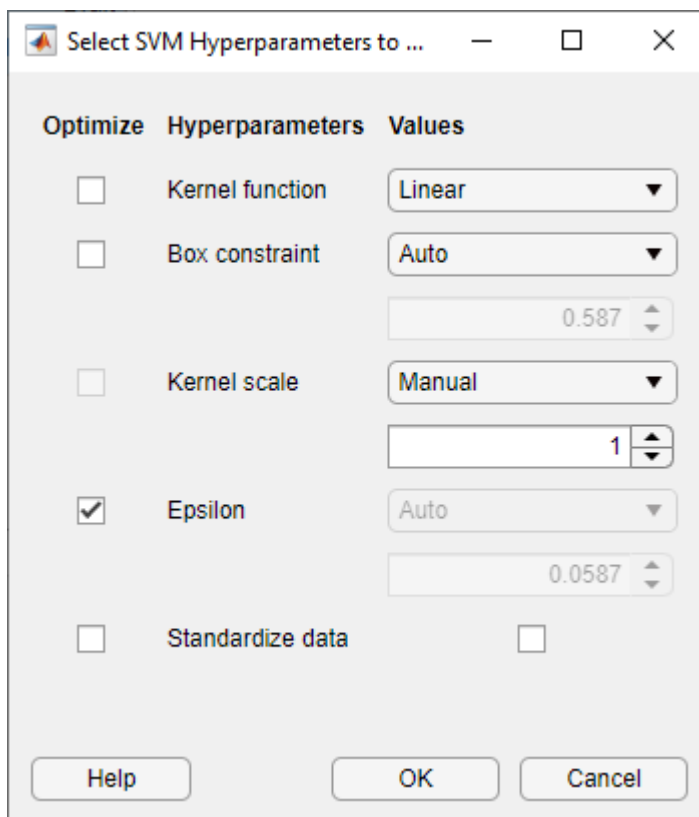 Select SVM Hyperparameters to ...
Optimize Hyperparameters Values
Kernel function Linear
Box constraint Auto
0.587
Kernel scale Manual
1
Epsilon Auto
0.0587
Standardize data
Help OK Cancel